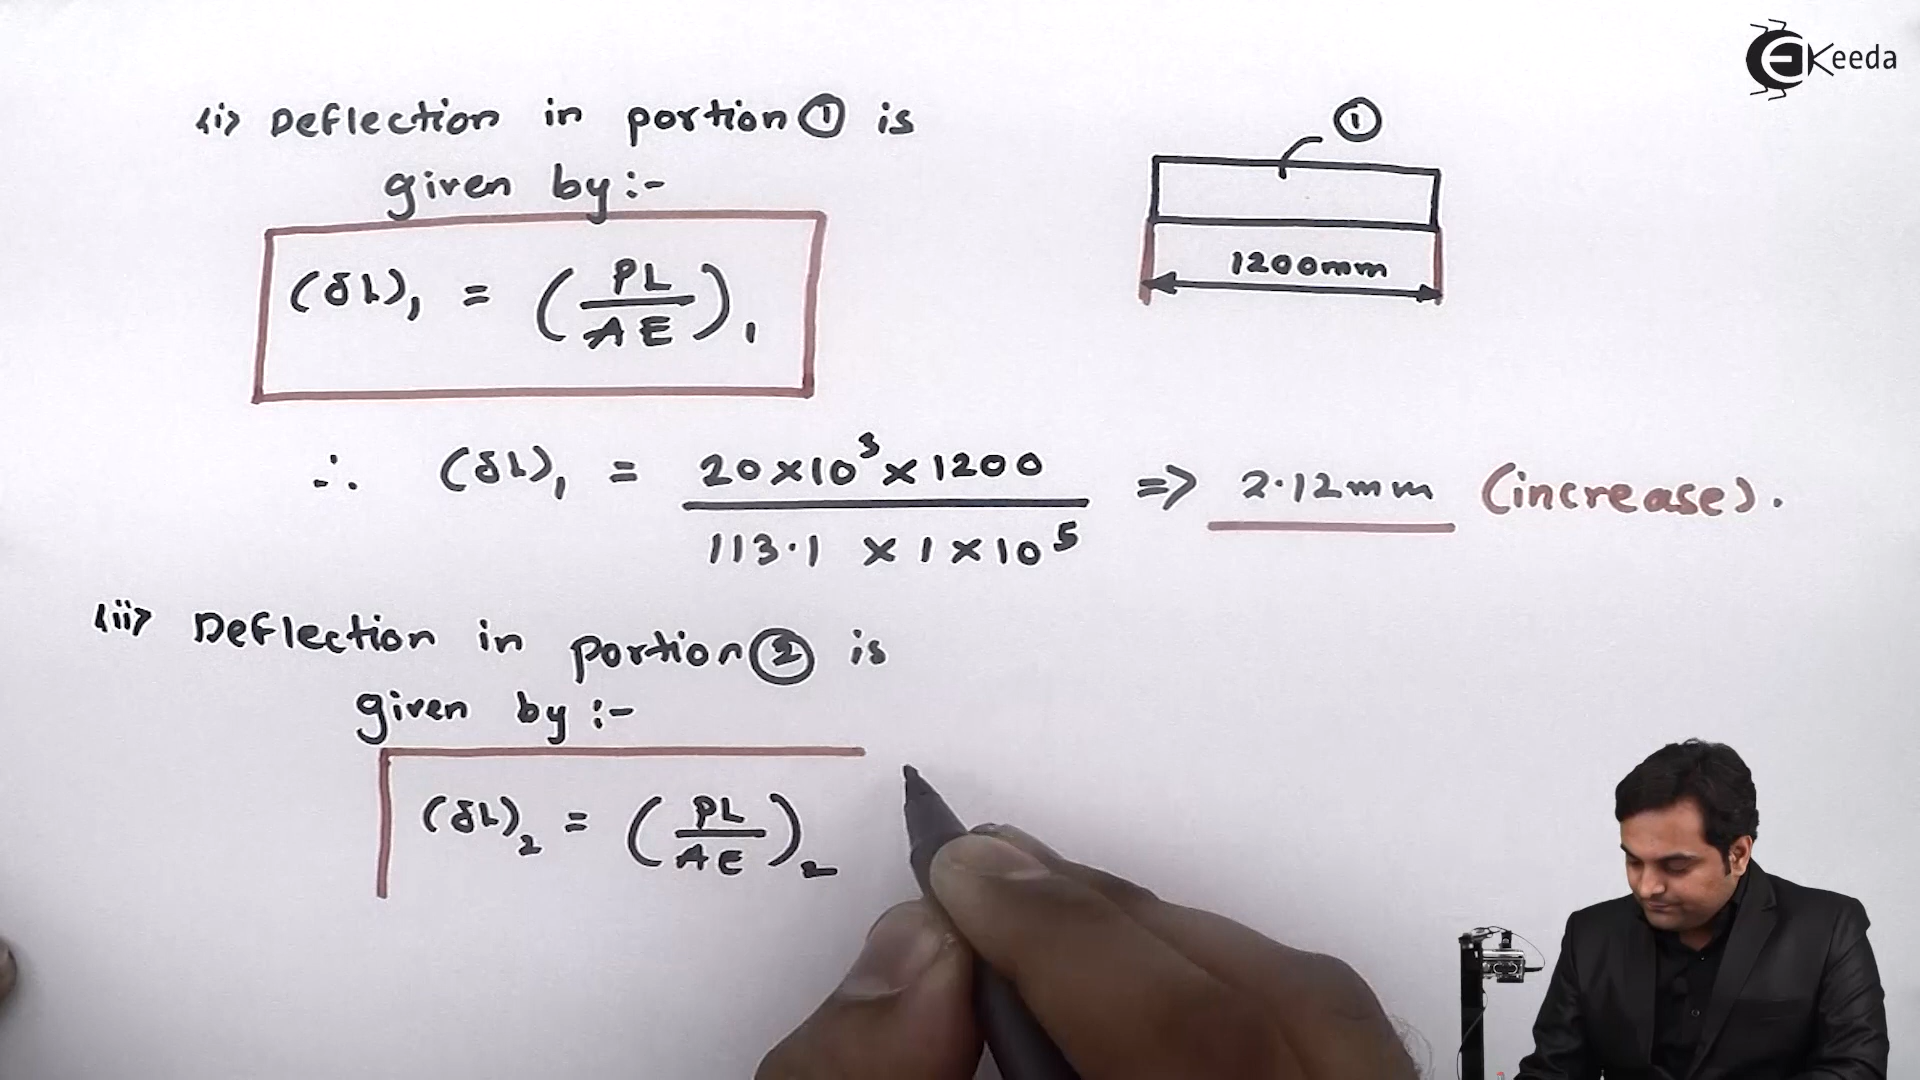 EKeeda
(i) Deflection in portion ① is
given by:-
(δL)₁ = (PL/AE)₁
①
1200mm
∴ (δL)₁ = 20×10³×1200 / 113.1 × 1 × 10⁵ => 2.12mm (increase).
(ii) Deflection in portion ② is
given by :-
(δL)₂ = (PL/AE)₂